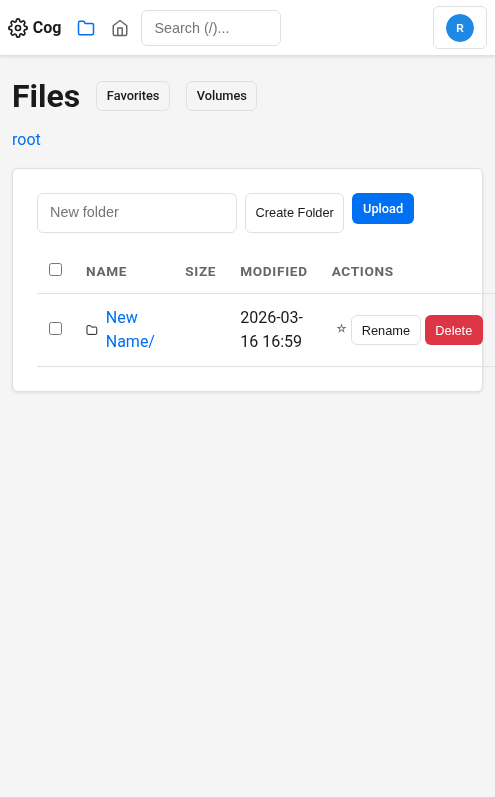 Cog
Search (/)...
R
Files
Favorites
Volumes
root
New folder
Create Folder
Upload
NAME SIZE MODIFIED ACTIONS
New
Name/
2026-03-
16 16:59
☆ Rename Delete